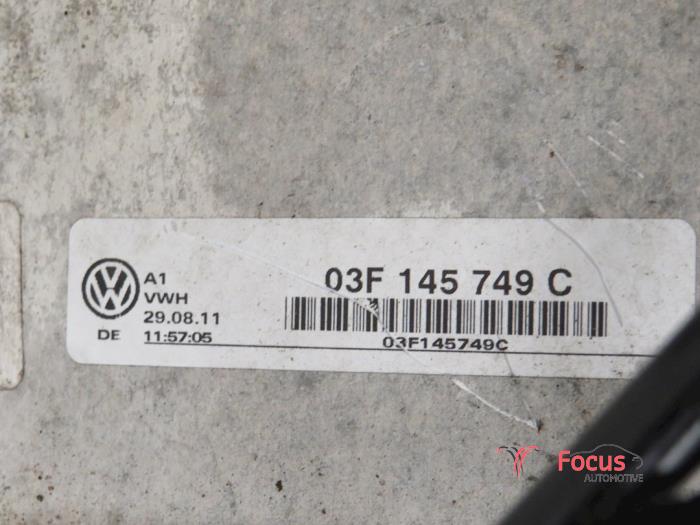 A1
03F 145 749 C
VWH
29.08.11
DE 11:57:05
03F145749C
Focus
AUTOMOTIVE